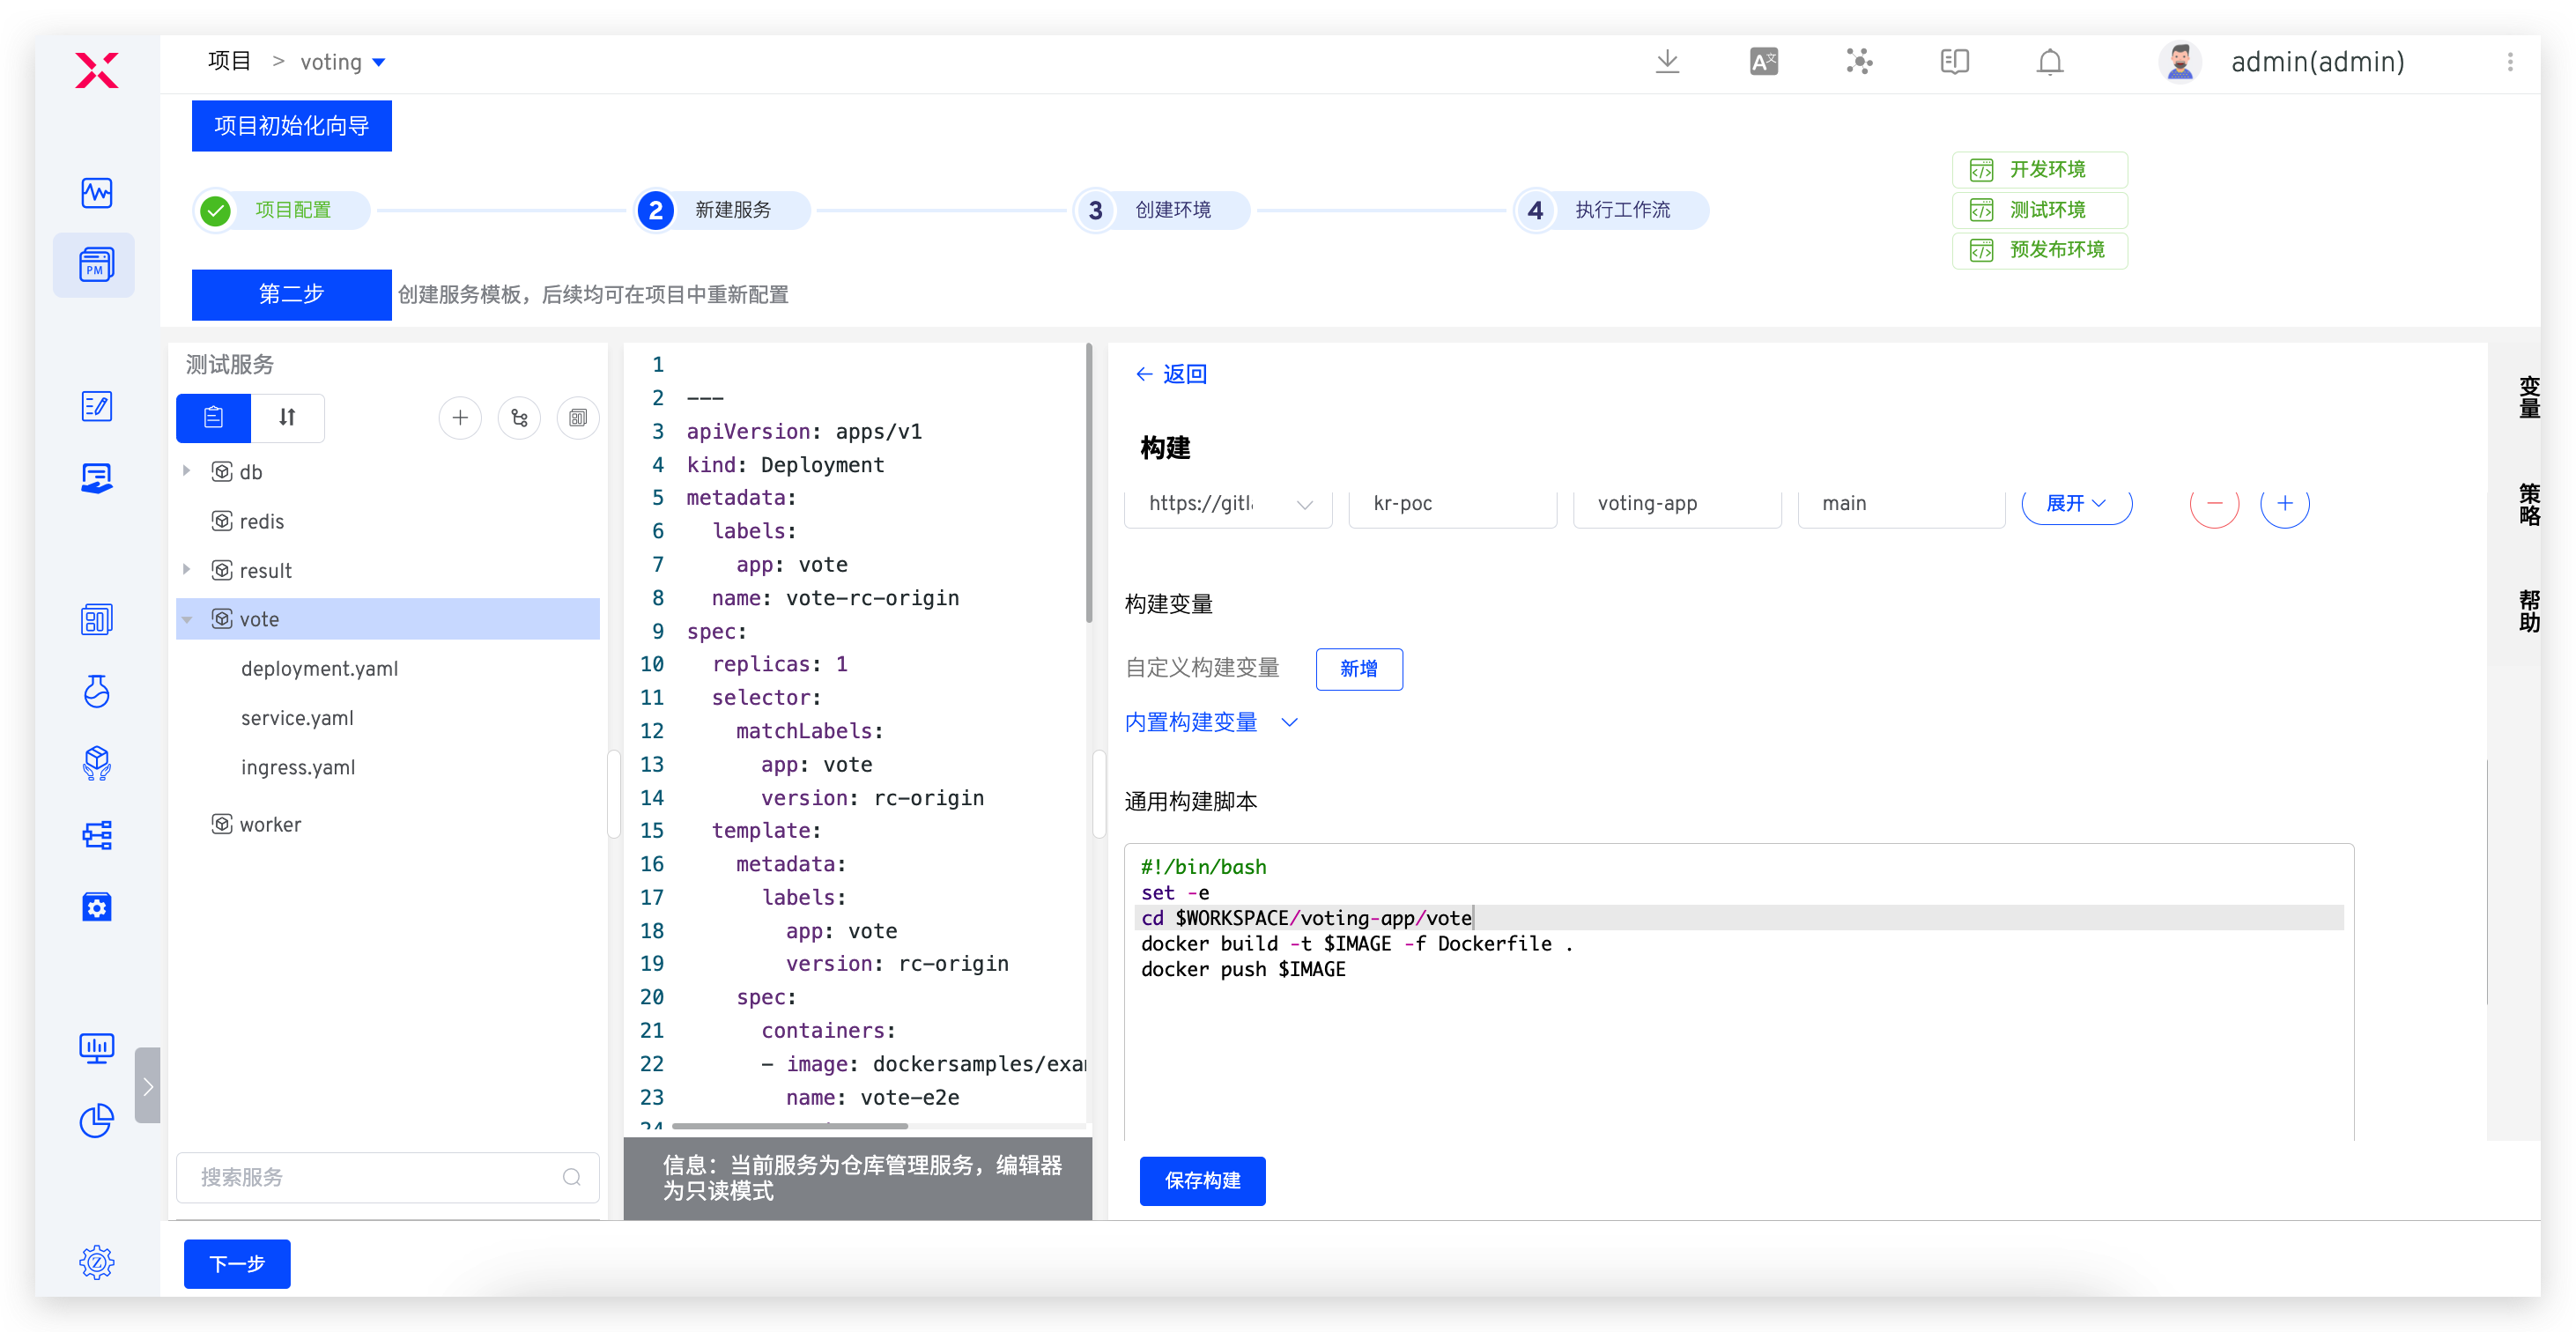 项目 > voting
admin(admin)
项目初始化向导
项目配置
2 新建服务
3 创建环境
4 执行工作流
开发环境
测试环境
预发布环境
第二步 创建服务模板，后续均可在项目中重新配置
PM
测试服务
db
redis
result
vote
deployment.yaml
service.yaml
ingress.yaml
worker
搜索服务
1
2 ---
3 apiVersion: apps/v1
4 kind: Deployment
5 metadata:
6 labels:
7 app: vote
8 name: vote-rc-origin
9 spec:
10 replicas: 1
11 selector:
12 matchLabels:
13 app: vote
14 version: rc-origin
15 template:
16 metadata:
17 labels:
18 app: vote
19 version: rc-origin
20 spec:
21 containers:
22 - image: dockersamples/exa
23 name: vote-e2e
24
信息：当前服务为仓库管理服务，编辑器
为只读模式
← 返回
构建
https://gitl kr-poc voting-app main 展开
构建变量
自定义构建变量 新增
内置构建变量
通用构建脚本
#!/bin/bash
set -e
cd $WORKSPACE/voting-app/vote
docker build -t $IMAGE -f Dockerfile .
docker push $IMAGE
保存构建
变量
策略
帮助
下一步